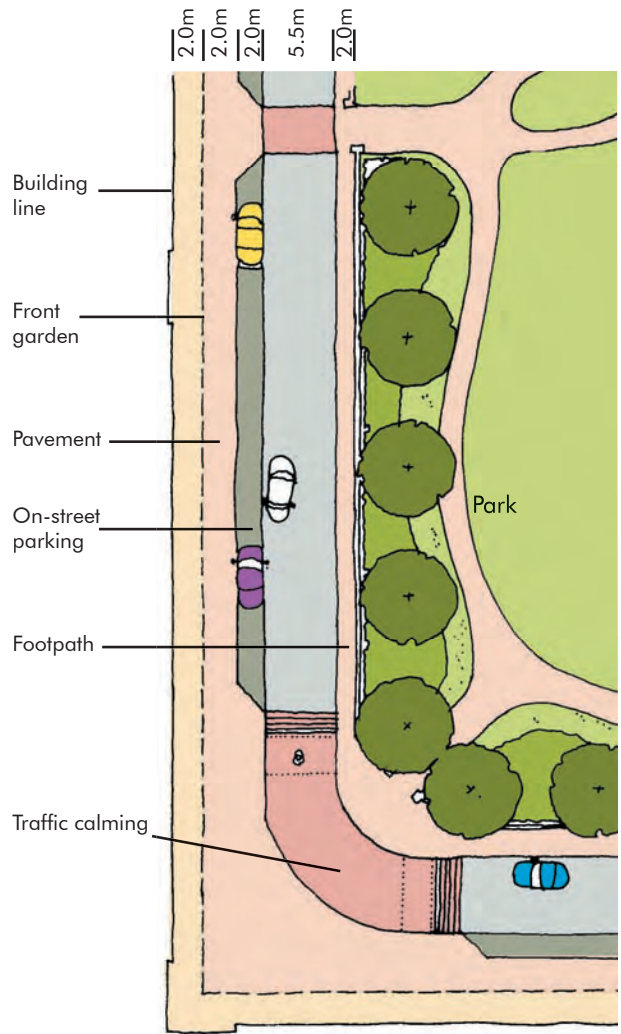 2.0m
2.0m
2.0m
5.5m
2.0m
Building
line
Front
garden
Pavement
On-street
parking
Park
Footpath
Traffic calming